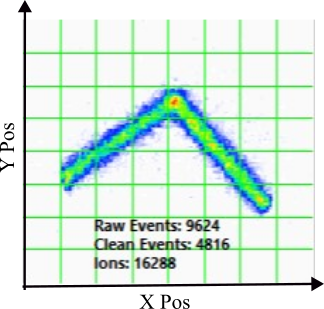 Y Pos
Raw Events: 9624
Clean Events: 4816
Ions: 16288
X Pos